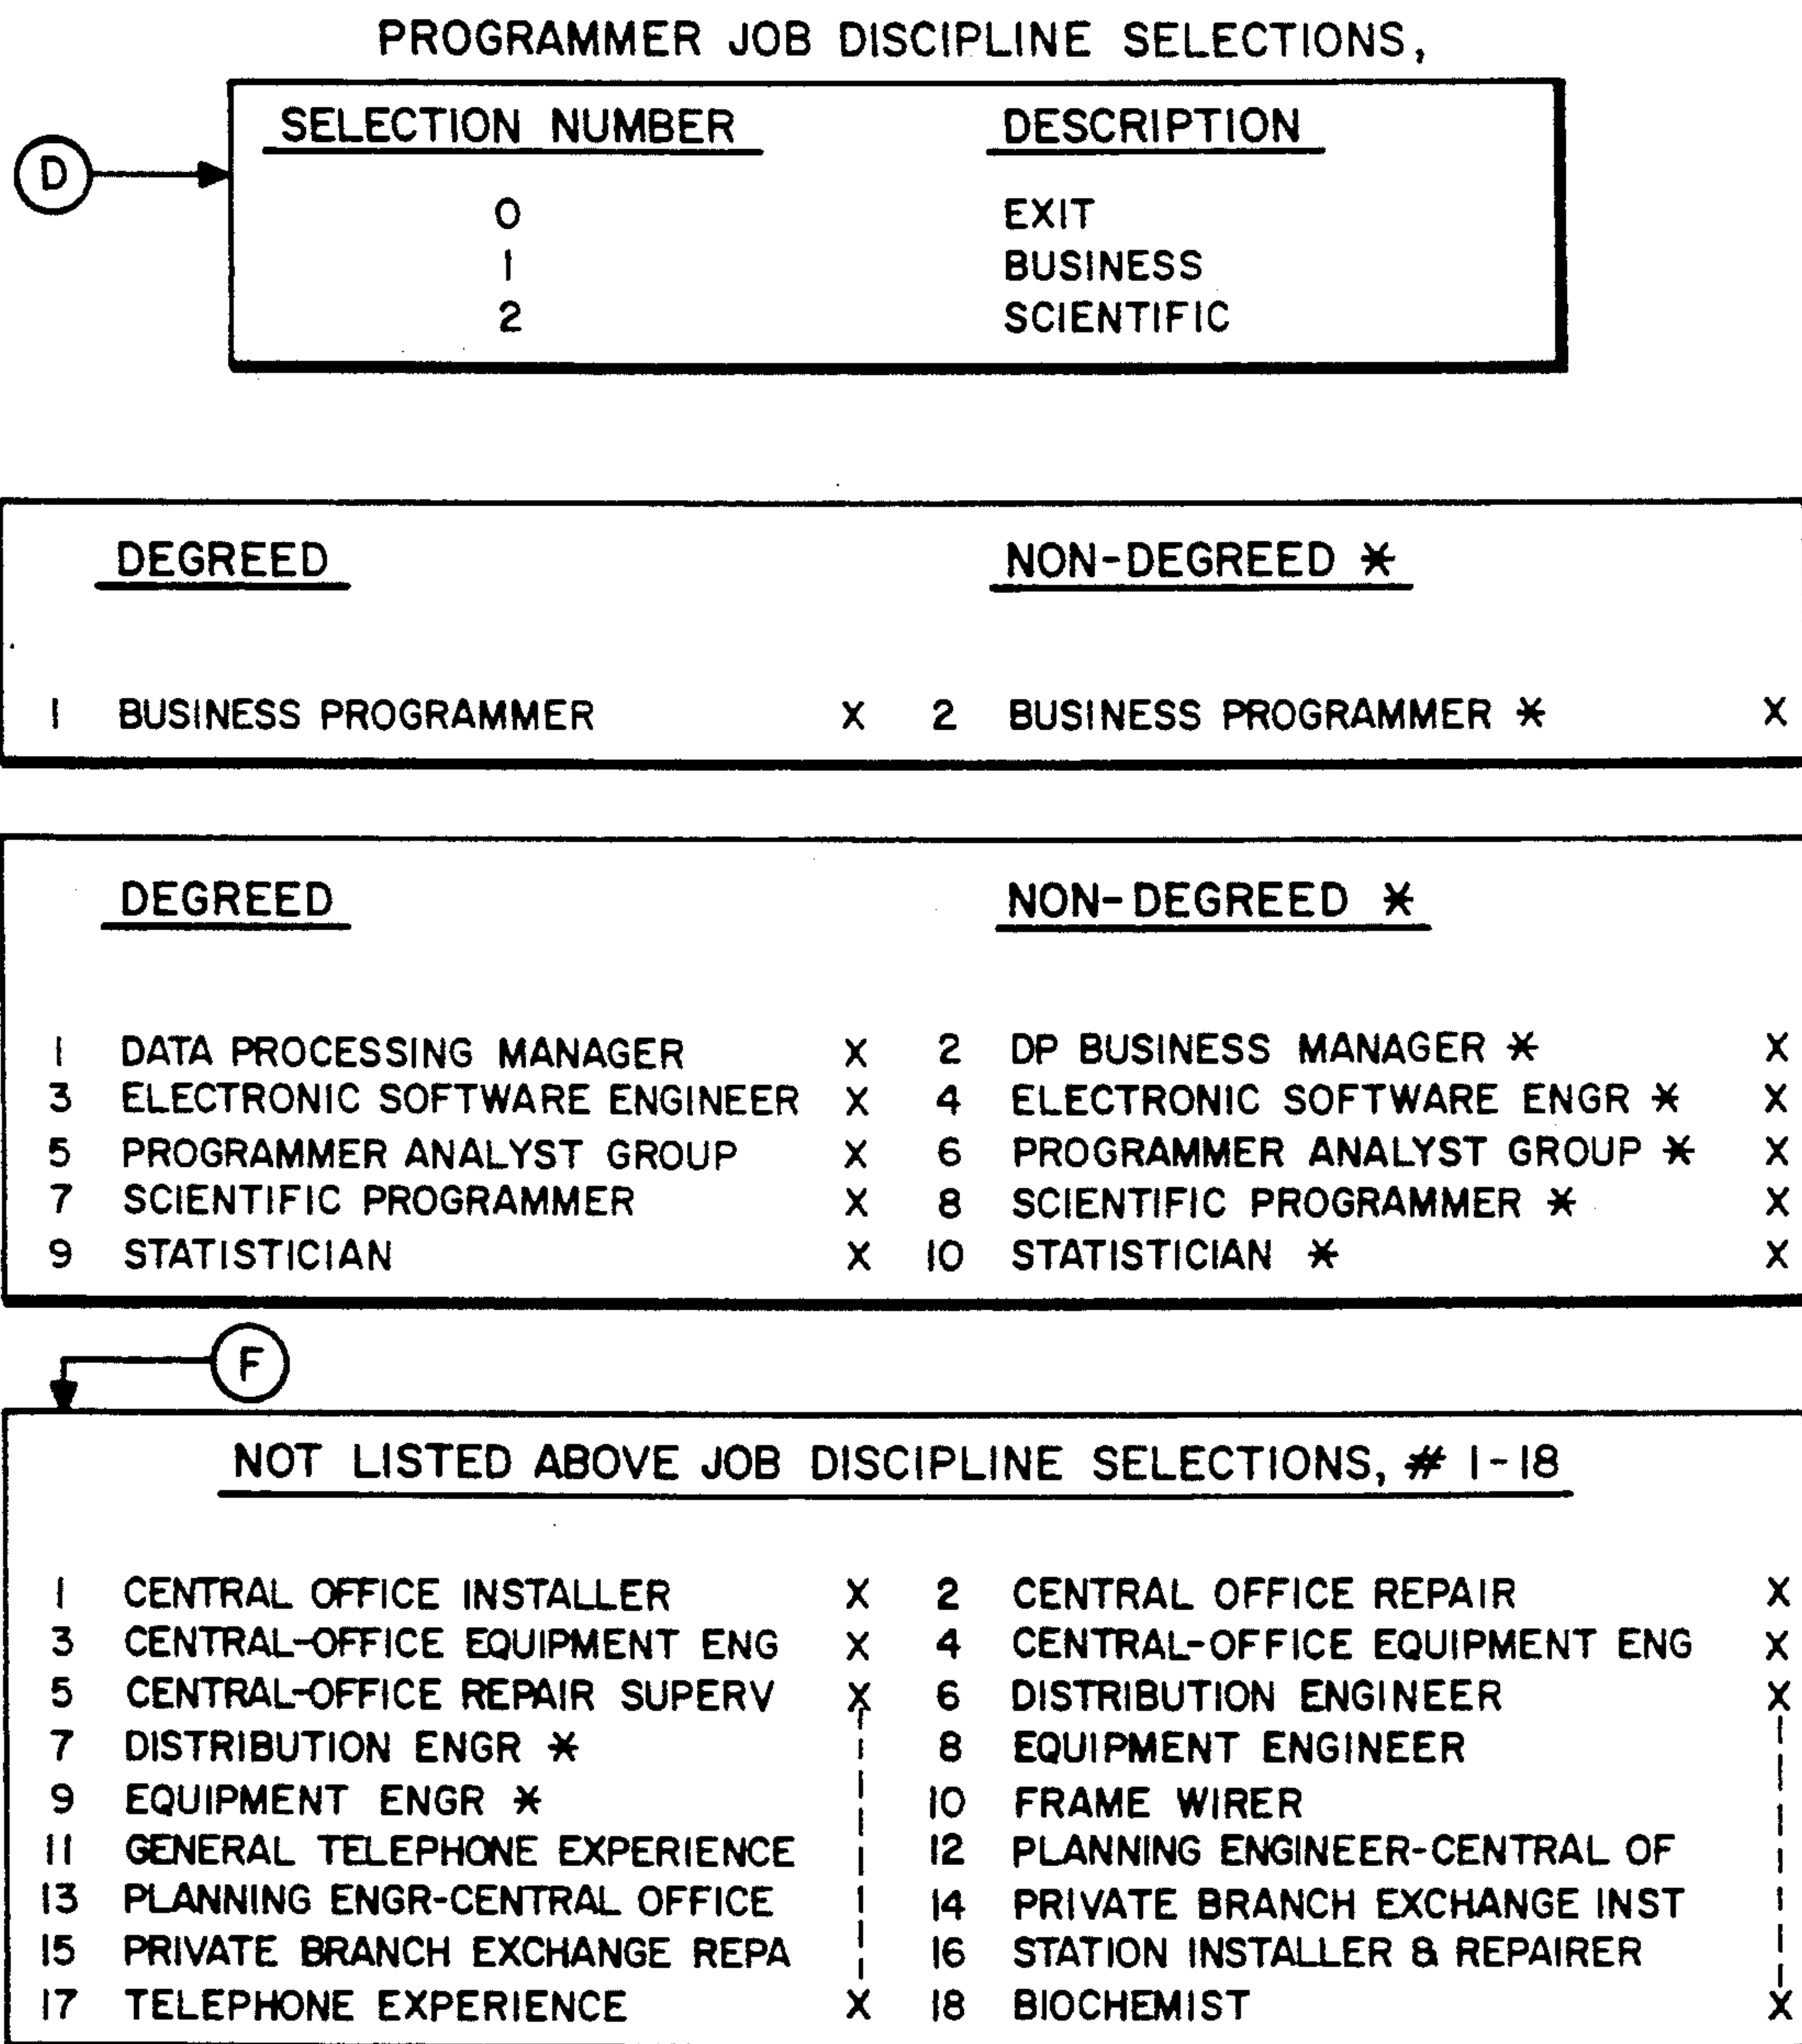 PROGRAMMER JOB DISCIPLINE SELECTIONS,
SELECTION NUMBER DESCRIPTION
D
0 EXIT
1 BUSINESS
2 SCIENTIFIC
DEGREED NON-DEGREED *
1 BUSINESS PROGRAMMER X 2 BUSINESS PROGRAMMER * X
DEGREED NON-DEGREED *
1 DATA PROCESSING MANAGER X 2 DP BUSINESS MANAGER * X
3 ELECTRONIC SOFTWARE ENGINEER X 4 ELECTRONIC SOFTWARE ENGR * X
5 PROGRAMMER ANALYST GROUP X 6 PROGRAMMER ANALYST GROUP * X
7 SCIENTIFIC PROGRAMMER X 8 SCIENTIFIC PROGRAMMER * X
9 STATISTICIAN X 10 STATISTICIAN * X
F
NOT LISTED ABOVE JOB DISCIPLINE SELECTIONS, # 1-18
1 CENTRAL OFFICE INSTALLER X 2 CENTRAL OFFICE REPAIR X
3 CENTRAL-OFFICE EQUIPMENT ENG X 4 CENTRAL-OFFICE EQUIPMENT ENG X
5 CENTRAL-OFFICE REPAIR SUPERV X 6 DISTRIBUTION ENGINEER X
7 DISTRIBUTION ENGR * 8 EQUIPMENT ENGINEER
9 EQUIPMENT ENGR * 10 FRAME WIRER
11 GENERAL TELEPHONE EXPERIENCE 12 PLANNING ENGINEER-CENTRAL OF
13 PLANNING ENGR-CENTRAL OFFICE 14 PRIVATE BRANCH EXCHANGE INST
15 PRIVATE BRANCH EXCHANGE REPA 16 STATION INSTALLER & REPAIRER
17 TELEPHONE EXPERIENCE X 18 BIOCHEMIST X